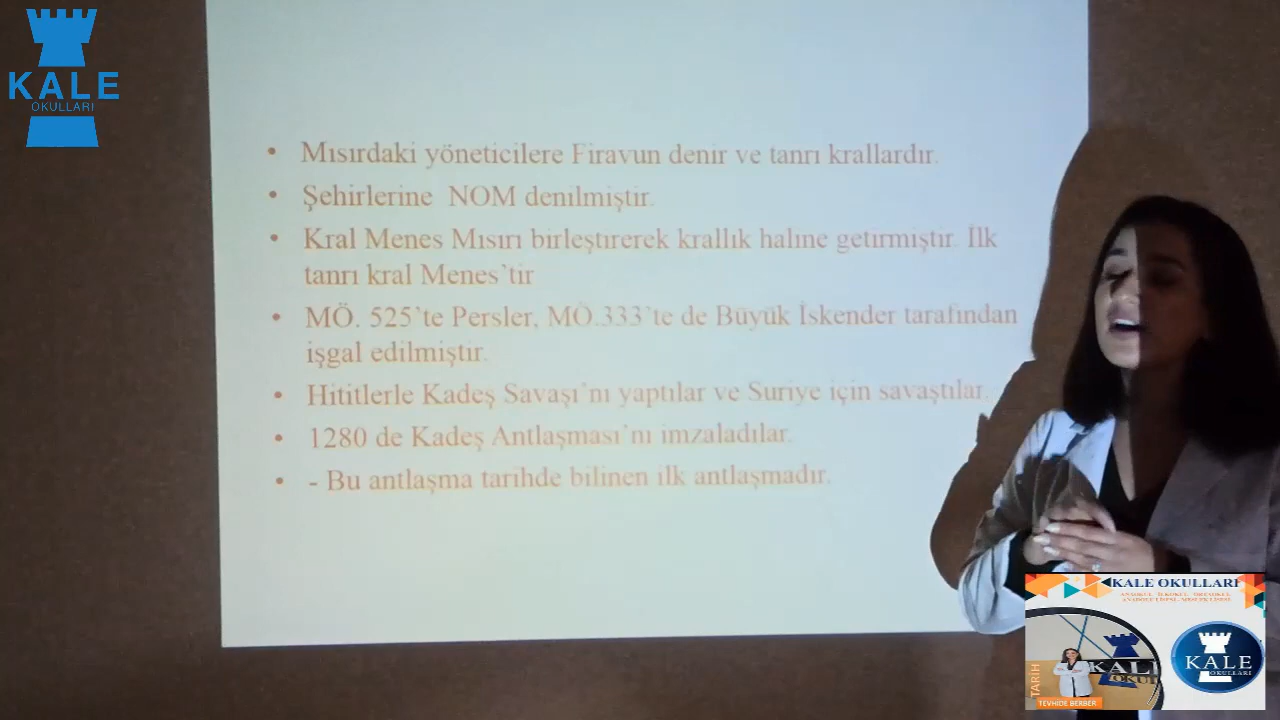 KALE
OKULLARI
• Mısırdaki yöneticilere Firavun denir ve tanrı krallardır.
• Şehirlerine NOM denilmiştir.
• Kral Menes Mısırı birleştirerek krallık haline getirmiştir. İlk
tanrı kral Menes'tir
• MÖ. 525'te Persler, MÖ.333'te de Büyük İskender tarafından
işgal edilmiştir.
• Hititlerle Kadeş Savaşı'nı yaptılar ve Suriye için savaştılar.
• 1280 de Kadeş Antlaşması'nı imzaladılar.
• - Bu antlaşma tarihde bilinen ilk antlaşmadır.
KALE OKULLARI
KALE
OKUL
KALE
OKULLARI
TARİH
TEVHİDE BERBER